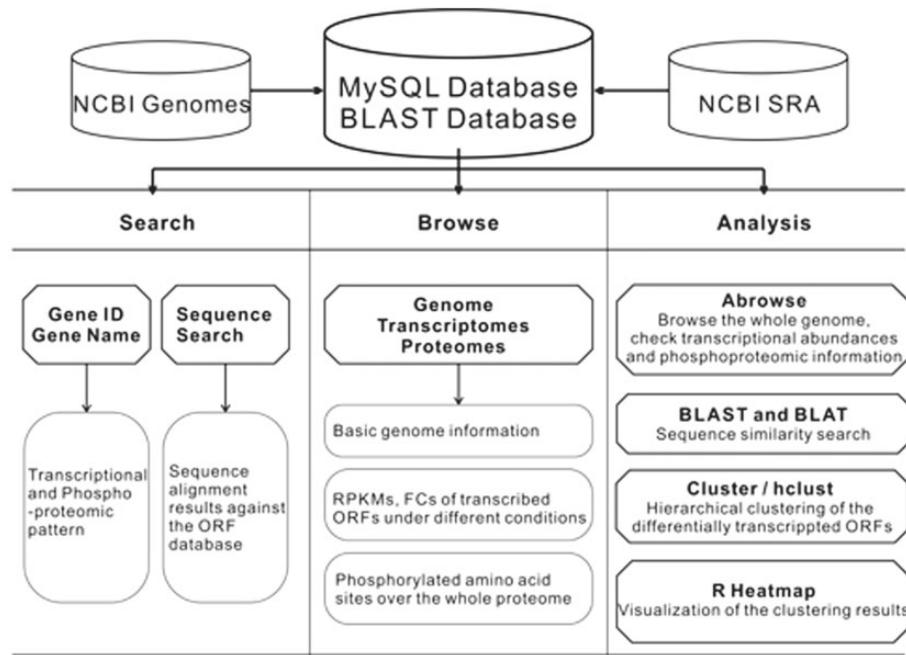 NCBI Genomes
MySQL Database
BLAST Database
NCBI SRA
Search
Browse
Analysis
Gene ID
Gene Name
Sequence
Search
Transcriptional
and Phospho
-proteomic
pattern
Sequence
alignment
results against
the ORF
database
Genome
Transcriptomes
Proteomes
Basic genome information
RPKMs, FCs of transcribed
ORFs under different conditions
Phosphorylated amino acid
sites over the whole proteome
Abrowse
Browse the whole genome,
check transcriptional abundances
and phosphoproteomic information
BLAST and BLAT
Sequence similarity search
Cluster / hclust
Hierarchical clustering of the
differentially transcrippted ORFs
R Heatmap
Visualization of the clustering results